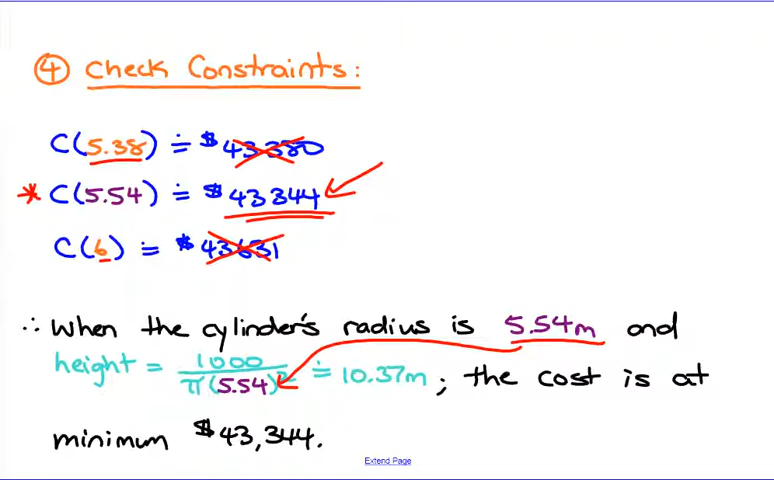 ④ Check Constraints:
C(5.38) ≐ $43380
* C(5.54) ≐ $43344
C(6) ≐ $43631
∴ When the cylinder's radius is 5.54m and
height = 1000/π(5.54)² ≐ 10.37m; the cost is at
minimum $43,344.
Extend Page